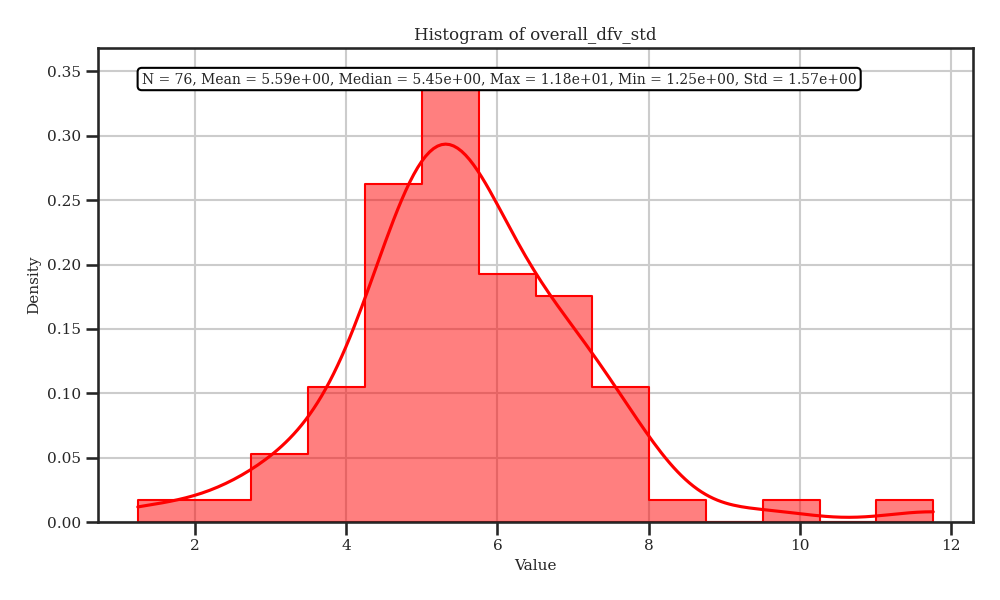 Histogram of overall_dfv_std
N = 76, Mean = 5.59e+00, Median = 5.45e+00, Max = 1.18e+01, Min = 1.25e+00, Std = 1.57e+00
0.35
0.30
0.25
0.20
0.15
0.10
0.05
0.00
Density
2 4 6 8 10 12
Value